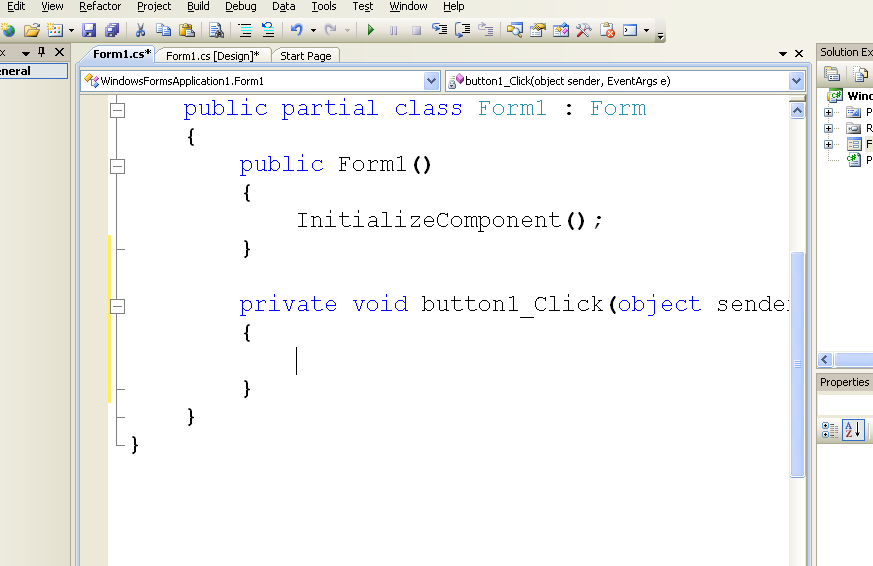 Edit View Refactor Project Build Debug Data Tools Test Window Help
Form1.cs* Form1.cs [Design]* Start Page Solution Ex
eneral
WindowsFormsApplication1.Form1 button1_Click(object sender, EventArgs e)
Wind
P
R
F
P
public partial class Form1 : Form
{
public Form1()
{
InitializeComponent();
}
private void button1_Click(object sender
{
}
}
}
Properties
A
Z